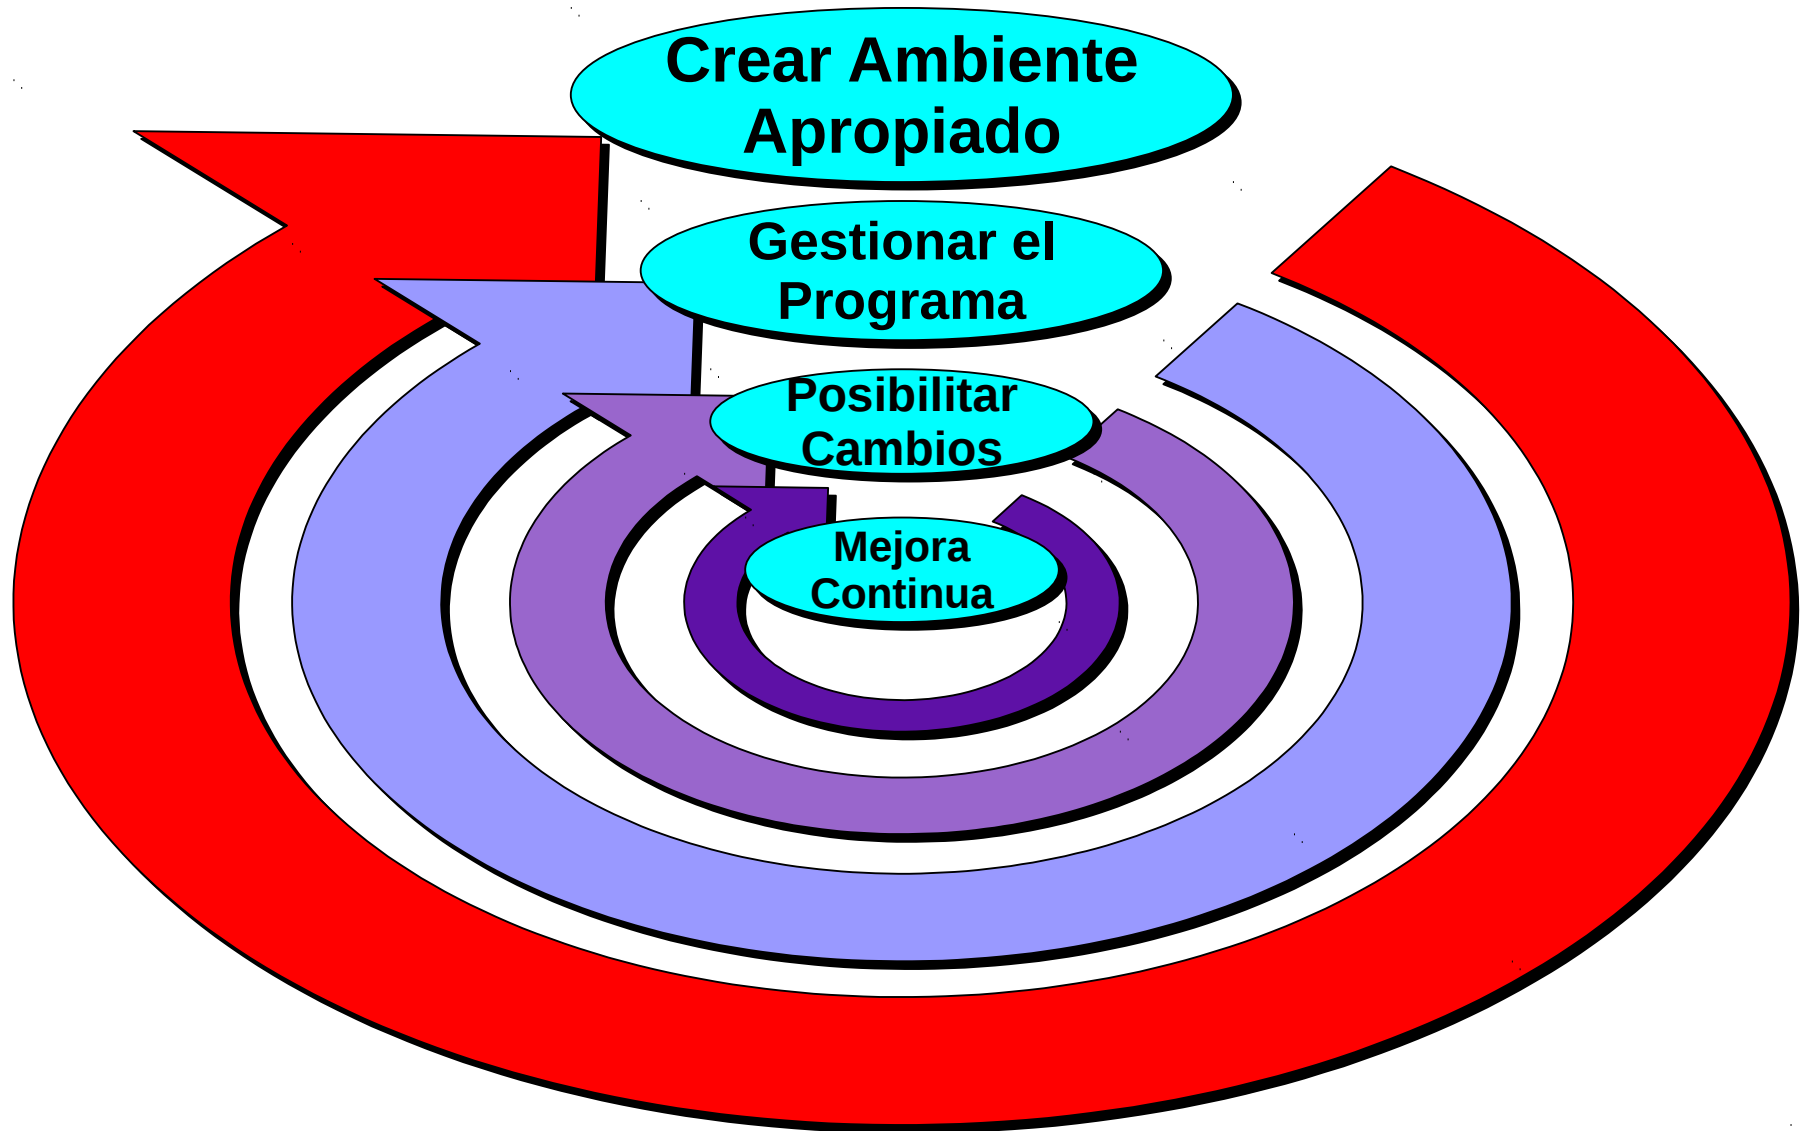 Crear Ambiente
Apropiado
Gestionar el
Programa
Posibilitar
Cambios
Mejora
Continua